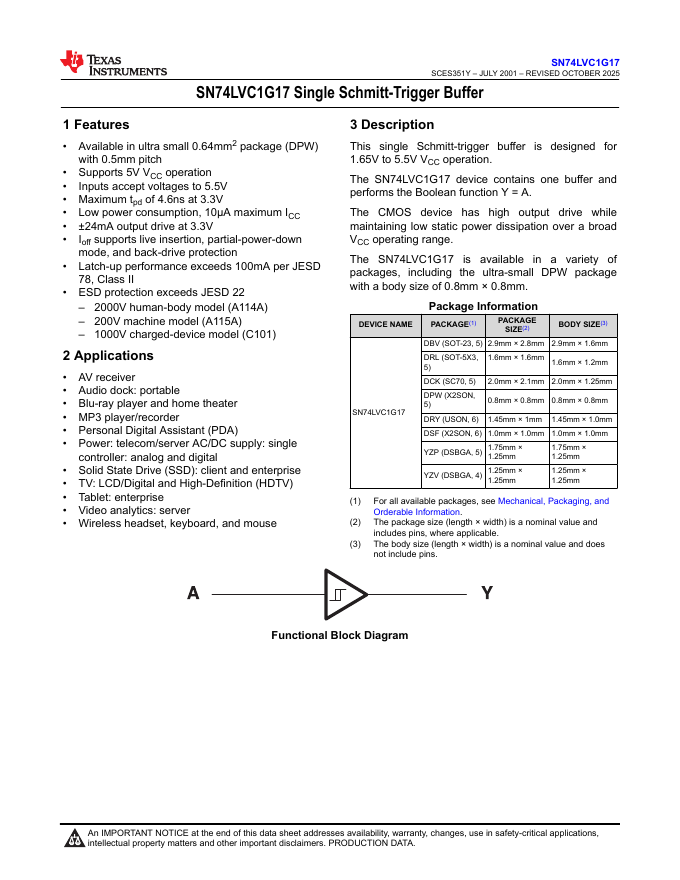 TEXAS
INSTRUMENTS
SN74LVC1G17
SCES351Y – JULY 2001 – REVISED OCTOBER 2025
SN74LVC1G17 Single Schmitt-Trigger Buffer
1 Features
• Available in ultra small 0.64mm2 package (DPW)
with 0.5mm pitch
• Supports 5V VCC operation
• Inputs accept voltages to 5.5V
• Maximum tpd of 4.6ns at 3.3V
• Low power consumption, 10μA maximum ICC
• ±24mA output drive at 3.3V
• Ioff supports live insertion, partial-power-down
mode, and back-drive protection
• Latch-up performance exceeds 100mA per JESD
78, Class II
• ESD protection exceeds JESD 22
– 2000V human-body model (A114A)
– 200V machine model (A115A)
– 1000V charged-device model (C101)
2 Applications
• AV receiver
• Audio dock: portable
• Blu-ray player and home theater
• MP3 player/recorder
• Personal Digital Assistant (PDA)
• Power: telecom/server AC/DC supply: single
controller: analog and digital
• Solid State Drive (SSD): client and enterprise
• TV: LCD/Digital and High-Definition (HDTV)
• Tablet: enterprise
• Video analytics: server
• Wireless headset, keyboard, and mouse
3 Description
This single Schmitt-trigger buffer is designed for
1.65V to 5.5V VCC operation.
The SN74LVC1G17 device contains one buffer and
performs the Boolean function Y = A.
The CMOS device has high output drive while
maintaining low static power dissipation over a broad
VCC operating range.
The SN74LVC1G17 is available in a variety of
packages, including the ultra-small DPW package
with a body size of 0.8mm × 0.8mm.
Package Information
DEVICE NAME PACKAGE(1) PACKAGE SIZE(2) BODY SIZE(3)
SN74LVC1G17
DBV (SOT-23, 5) 2.9mm × 2.8mm 2.9mm × 1.6mm
DRL (SOT-5X3, 5) 1.6mm × 1.6mm 1.6mm × 1.2mm
DCK (SC70, 5) 2.0mm × 2.1mm 2.0mm × 1.25mm
DPW (X2SON, 5) 0.8mm × 0.8mm 0.8mm × 0.8mm
DRY (USON, 6) 1.45mm × 1mm 1.45mm × 1.0mm
DSF (X2SON, 6) 1.0mm × 1.0mm 1.0mm × 1.0mm
YZP (DSBGA, 5) 1.75mm × 1.25mm 1.75mm × 1.25mm
YZV (DSBGA, 4) 1.25mm × 1.25mm 1.25mm × 1.25mm
(1) For all available packages, see Mechanical, Packaging, and
Orderable Information.
(2) The package size (length × width) is a nominal value and
includes pins, where applicable.
(3) The body size (length × width) is a nominal value and does
not include pins.
A Y
Functional Block Diagram
An IMPORTANT NOTICE at the end of this data sheet addresses availability, warranty, changes, use in safety-critical applications,
intellectual property matters and other important disclaimers. PRODUCTION DATA.